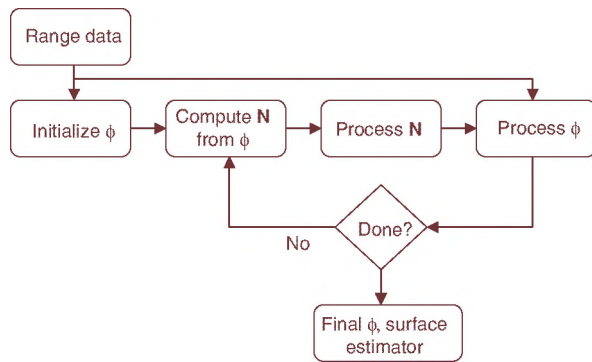 Range data
Initialize ϕ
Compute N
from ϕ
Process N
Process ϕ
Done?
No
Final ϕ, surface
estimator